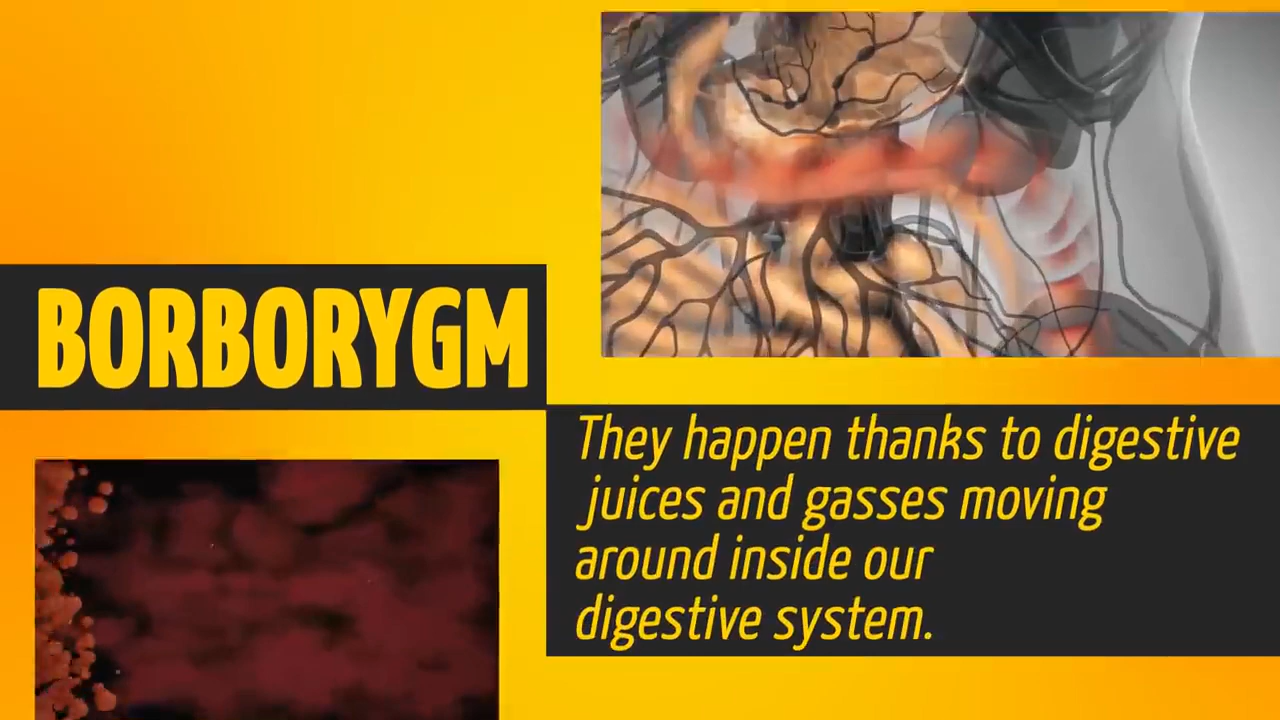 BORBORYGM
They happen thanks to digestive
juices and gasses moving
around inside our
digestive system.